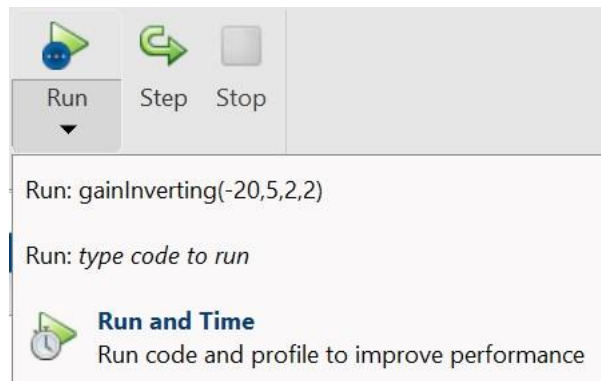 Run
Step
Stop
Run: gainInverting(-20,5,2,2)
Run: type code to run
Run and Time
Run code and profile to improve performance